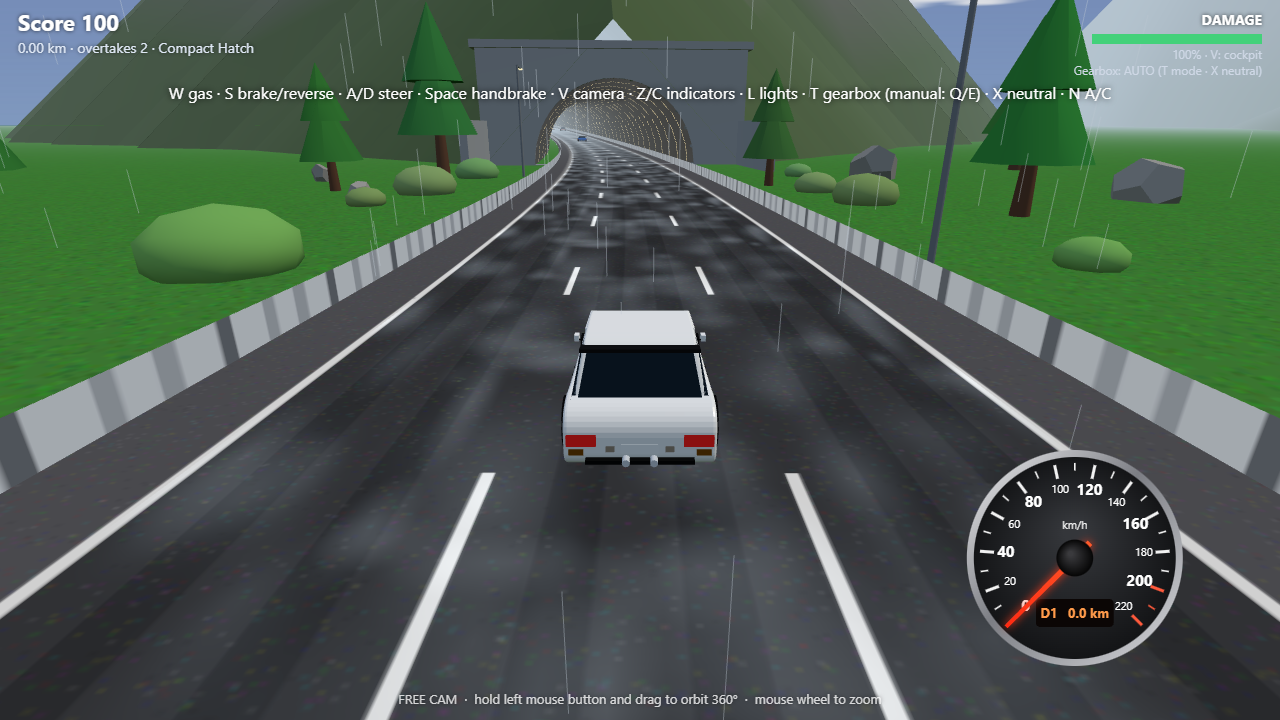 Score 100
0.00 km · overtakes 2 · Compact Hatch
DAMAGE
100% · V: cockpit
Gearbox: AUTO (T mode · X neutral)
W gas · S brake/reverse · A/D steer · Space handbrake · V camera · Z/C indicators · L lights · T gearbox (manual: Q/E) · X neutral · N A/C
0
20
40
60
80
100
120
140
160
180
200
220
km/h
D1 0.0 km
FREE CAM · hold left mouse button and drag to orbit 360° · mouse wheel to zoom